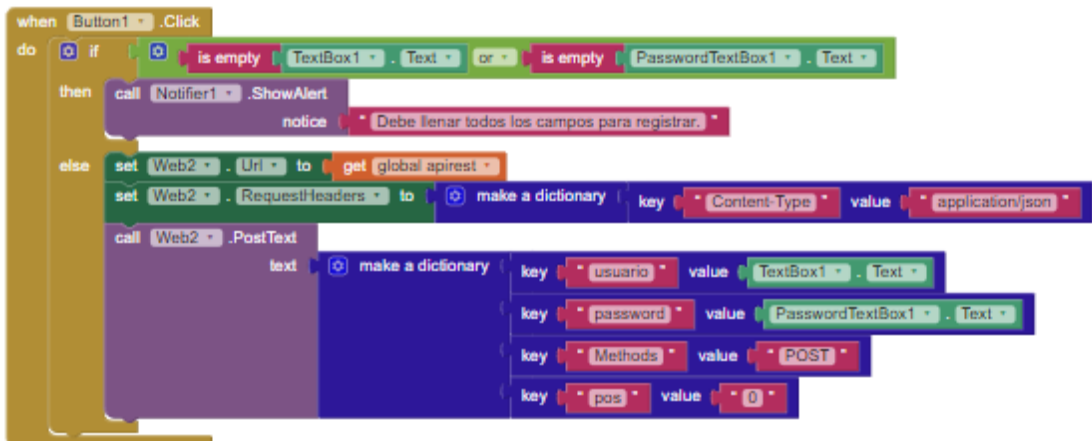 when Button1 .Click
do if is empty TextBox1 . Text or is empty PasswordTextBox1 . Text
then call Notifier1 .ShowAlert
notice " Debe llenar todos los campos para registrar. "
else set Web2 . Url to get global apirest
set Web2 . RequestHeaders to make a dictionary key " Content-Type " value " application/json "
call Web2 .PostText
text make a dictionary key " usuario " value TextBox1 . Text
key " password " value PasswordTextBox1 . Text
key " Methods " value " POST "
key " pos " value " 0 "